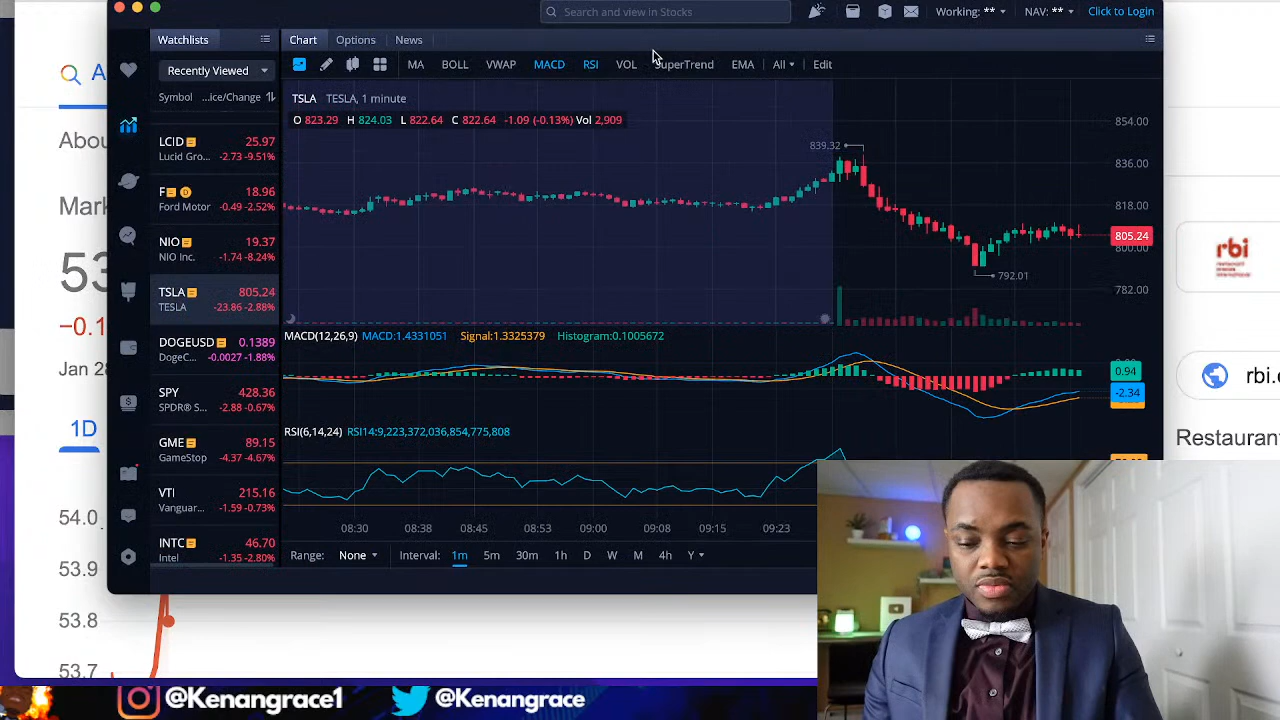 Search and view in Stocks
Working: **
NAV: **
Click to Login
Watchlists
Chart
Options
News
Recently Viewed
MA
BOLL
VWAP
MACD
RSI
VOL
SuperTrend
EMA
All
Edit
Symbol
...ice/Change
TSLA
TESLA, 1 minute
O 823.29 H 824.03 L 822.64 C 822.64 -1.09 (-0.13%) Vol 2,909
LCID 25.97
Lucid Gro... -2.73 -9.51%
F D 18.96
Ford Motor -0.49 -2.52%
NIO 19.37
NIO Inc. -1.74 -8.24%
TSLA 805.24
TESLA -23.86 -2.88%
DOGEUSD 0.1389
DogeC... -0.0027 -1.88%
SPY 428.36
SPDR® S... -2.88 -0.67%
GME 89.15
GameStop -4.37 -4.67%
VTI 215.16
Vanguar... -1.59 -0.73%
INTC 46.70
Intel -1.35 -2.80%
839.32
792.01
854.00
836.00
818.00
805.24
800.00
782.00
MACD(12,26,9) MACD:1.4331051 Signal:1.3325379 Histogram:0.1005672
0.94
-2.34
RSI(6,14,24) RSI14:9,223,372,036,854,775,808
08:30 08:38 08:45 08:53 09:00 09:08 09:15 09:23
Range: None Interval: 1m 5m 30m 1h D W M 4h Y
A
Abou
Mark
53
−0.1
Jan 28
1D
54.0
53.9
53.8
53.7
rbi
rbi.c
Restauran
@Kenangrace1
@Kenangrace